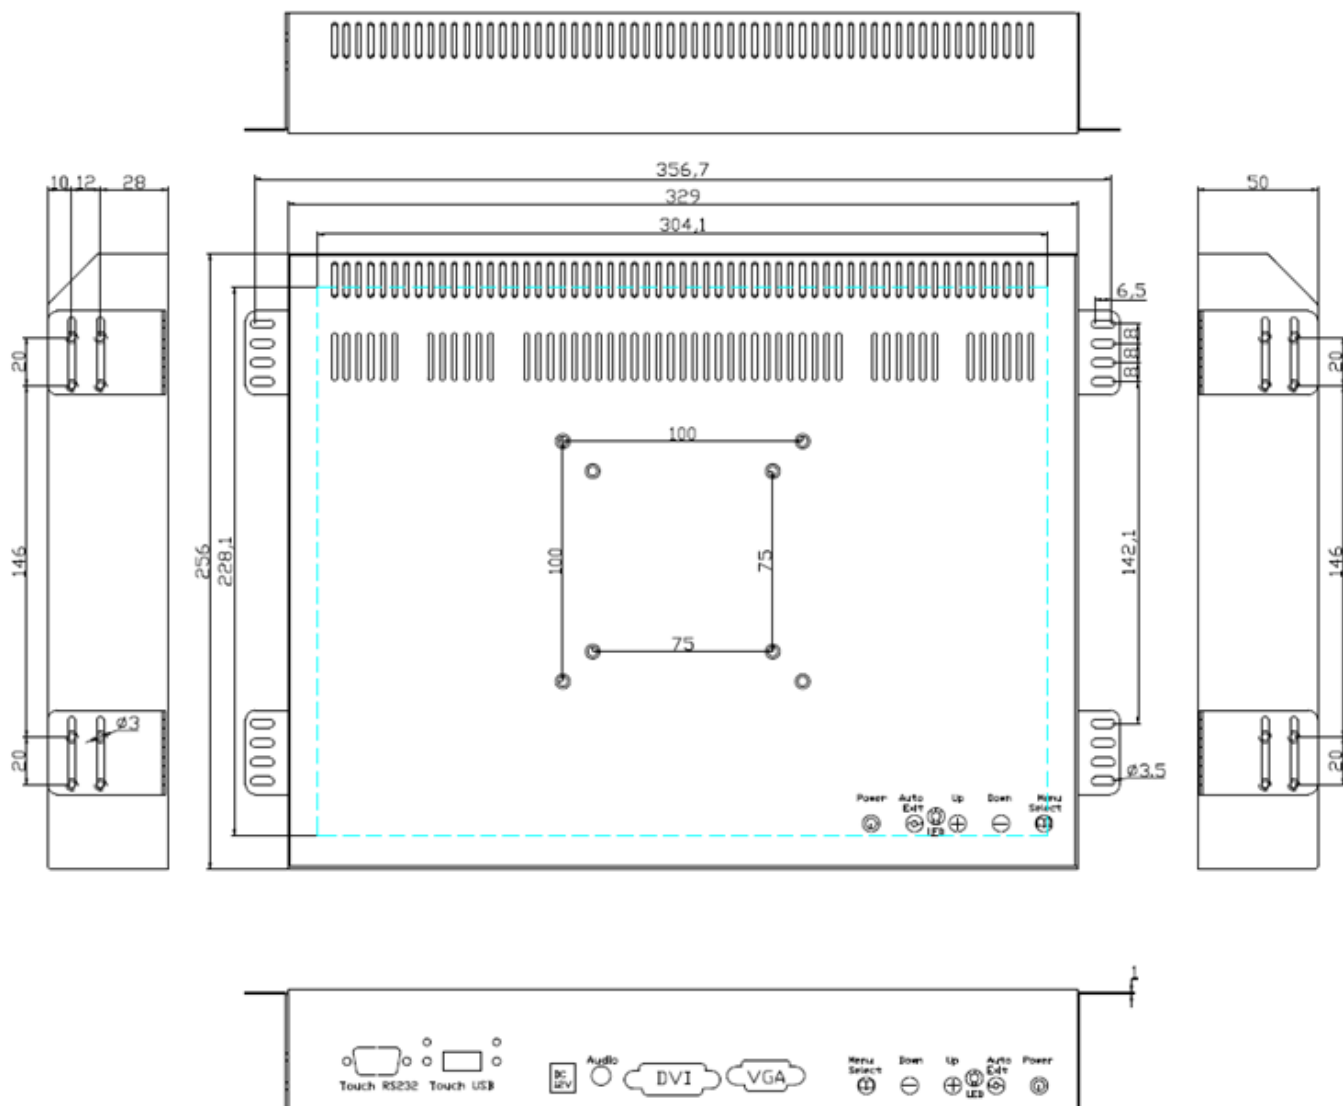 356,7
10 12 28
50
329
304,1
6,5
8
8
8
20
20
100
142,1
146
256
228,1
100
75
146
75
Ø3
20
Ø3.5
20
Power Auto Exit Up Down Menu Select
LED
1
Audio
Menu Select Down Up Auto Exit Power
DC 12V
DVI
VGA
LED
Touch RS232 Touch USB